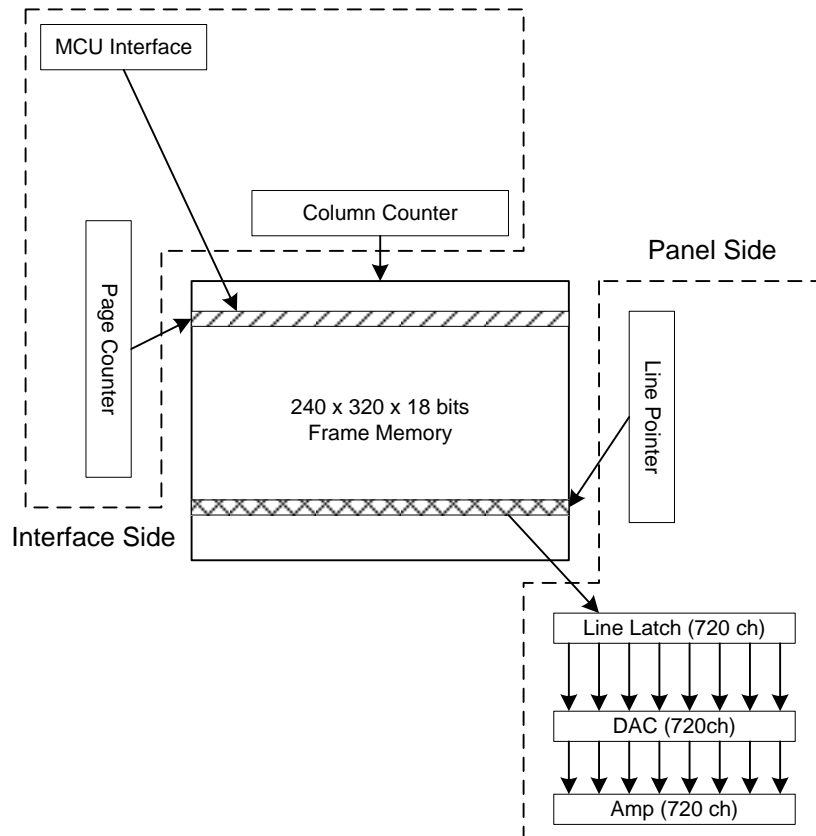 MCU Interface
Column Counter
Panel Side
Page Counter
Line Pointer
240 x 320 x 18 bits
Frame Memory
Interface Side
Line Latch (720 ch)
DAC (720ch)
Amp (720 ch)